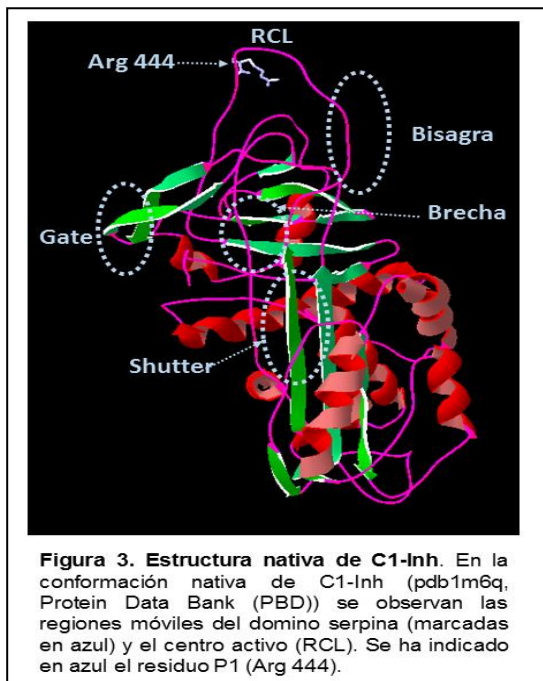 RCL
Arg 444
Bisagra
Brecha
Gate
Shutter
Figura 3. Estructura nativa de C1-Inh. En la
conformación nativa de C1-Inh (pdb1m6q,
Protein Data Bank (PBD)) se observan las
regiones móviles del domino serpina (marcadas
en azul) y el centro activo (RCL). Se ha indicado
en azul el residuo P1 (Arg 444).